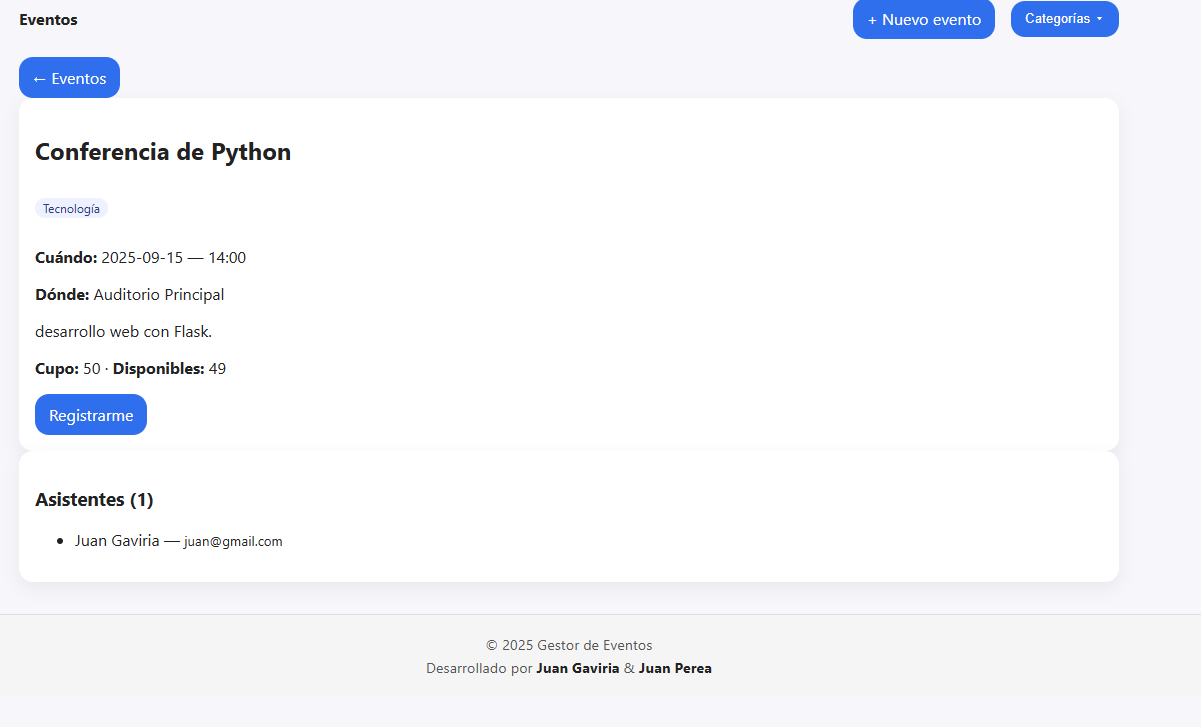 Eventos
+ Nuevo evento
Categorías ▾
← Eventos
Conferencia de Python
Tecnología
Cuándo: 2025-09-15 — 14:00
Dónde: Auditorio Principal
desarrollo web con Flask.
Cupo: 50 · Disponibles: 49
Registrarme
Asistentes (1)
• Juan Gaviria — juan@gmail.com
© 2025 Gestor de Eventos
Desarrollado por Juan Gaviria & Juan Perea